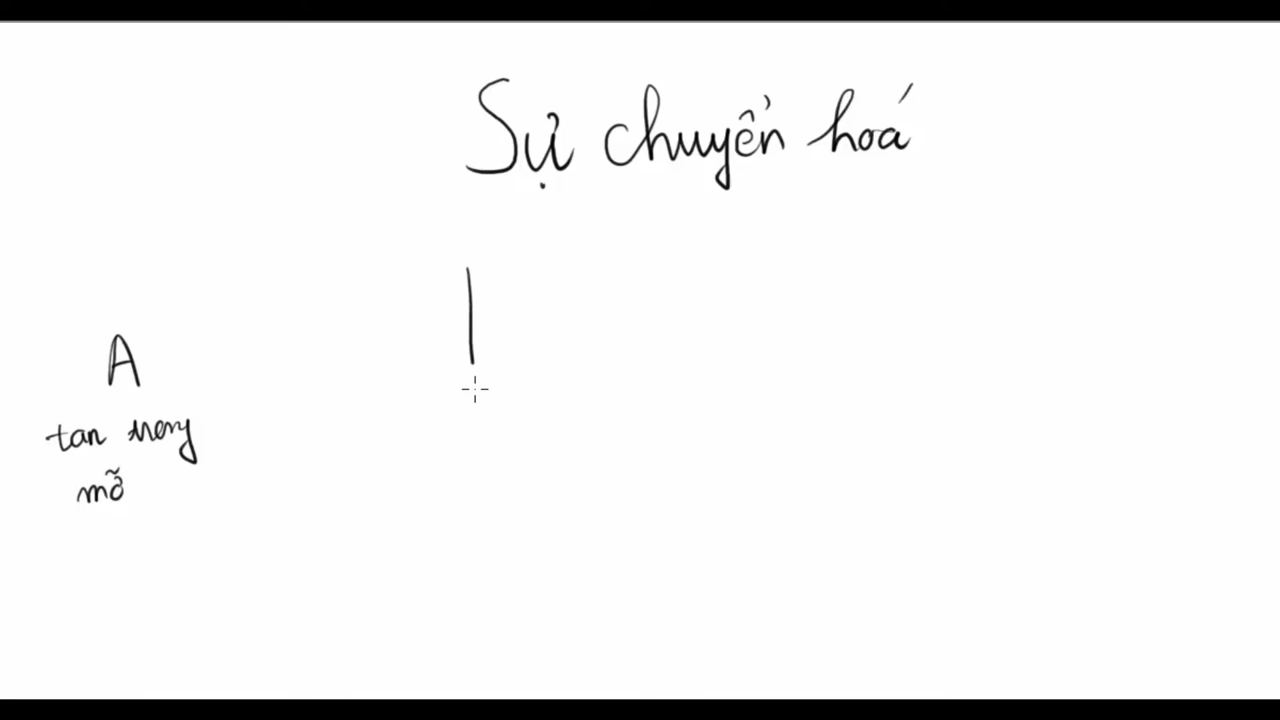 Sự chuyển hoá
A
tan trong
mỡ